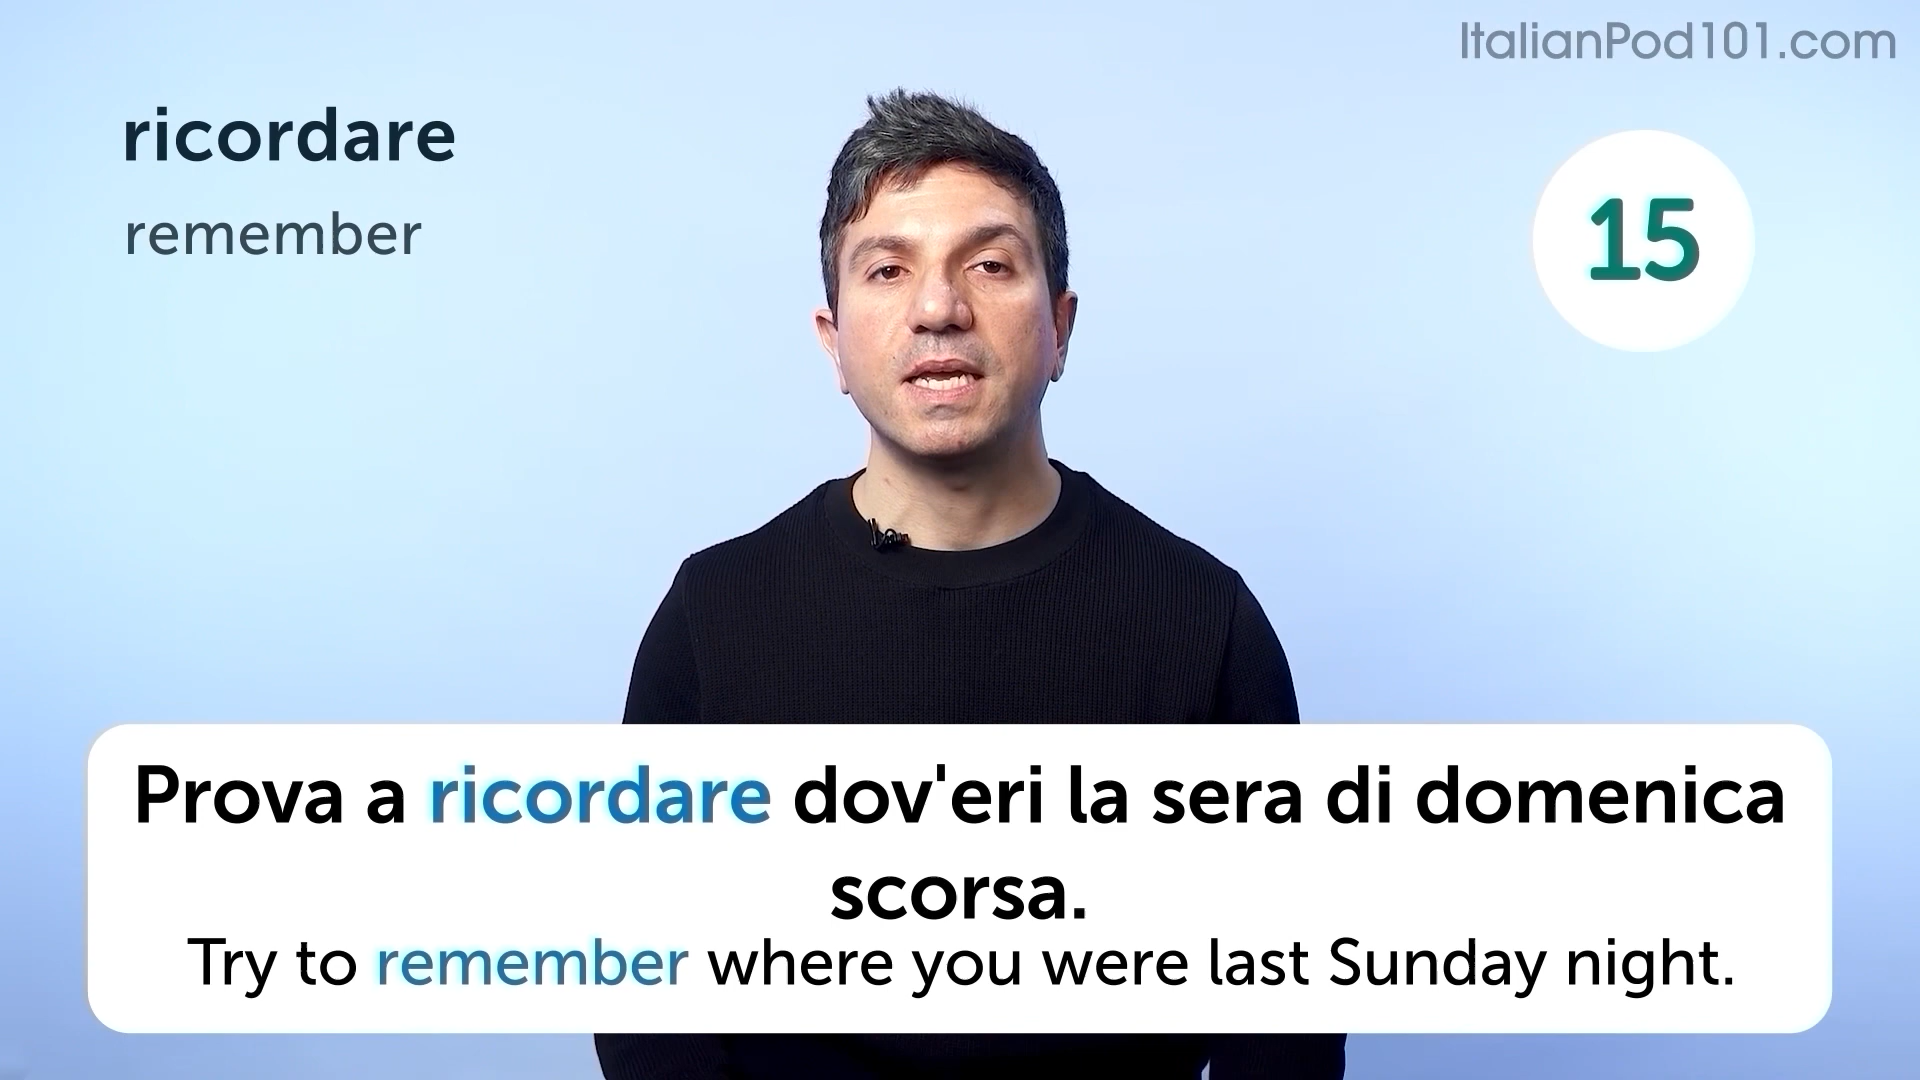 ItalianPod101.com
ricordare
remember
15
Prova a ricordare dov'eri la sera di domenica
scorsa.
Try to remember where you were last Sunday night.